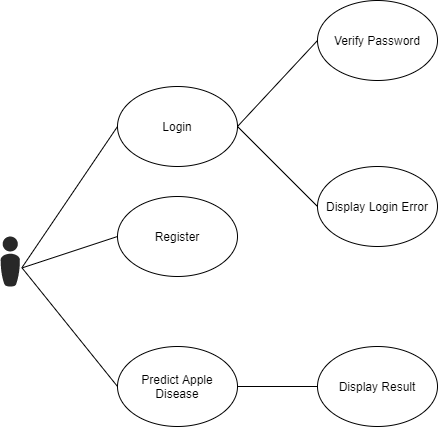 Verify Password
Login
Display Login Error
Register
Predict Apple
Disease
Display Result